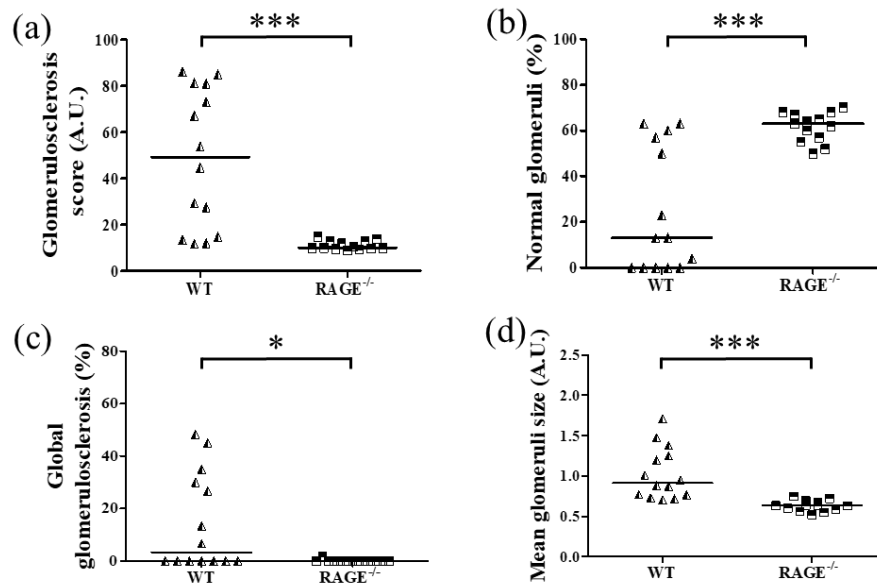 (a)
***
Glomerulosclerosis
score (A.U.)
100
80
60
40
20
0
WT
RAGE-/-
(b)
***
Normal glomeruli (%)
100
80
60
40
20
0
WT
RAGE-/-
(c)
*
Global
glomerulosclerosis (%)
80
60
40
20
0
WT
RAGE-/-
(d)
***
Mean glomeruli size (A.U.)
2.5
2.0
1.5
1.0
0.5
0.0
WT
RAGE-/-